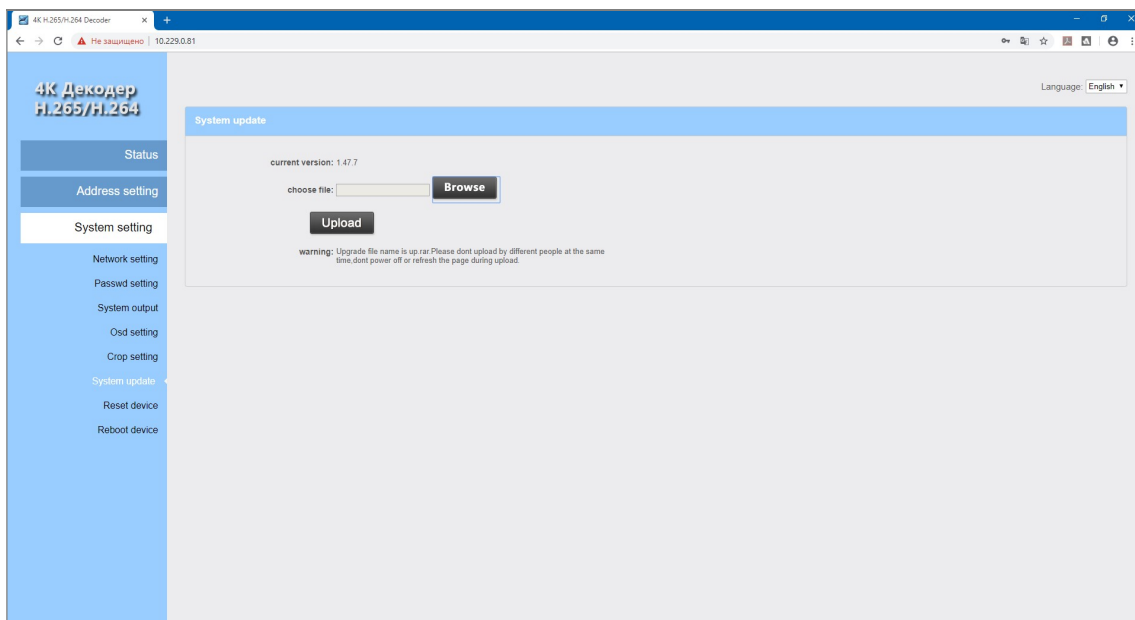 4K H.265/H.264 Decoder
Не защищено | 10.229.0.81
4К Декодер
H.265/H.264
Language: English
System update
Status
current version: 1.47.7
Address setting
choose file:
Browse
System setting
Upload
warning: Upgrade file name is up.rar.Please dont upload by different people at the same
time,dont power off or refresh the page during upload.
Network setting
Passwd setting
System output
Osd setting
Crop setting
System update
Reset device
Reboot device